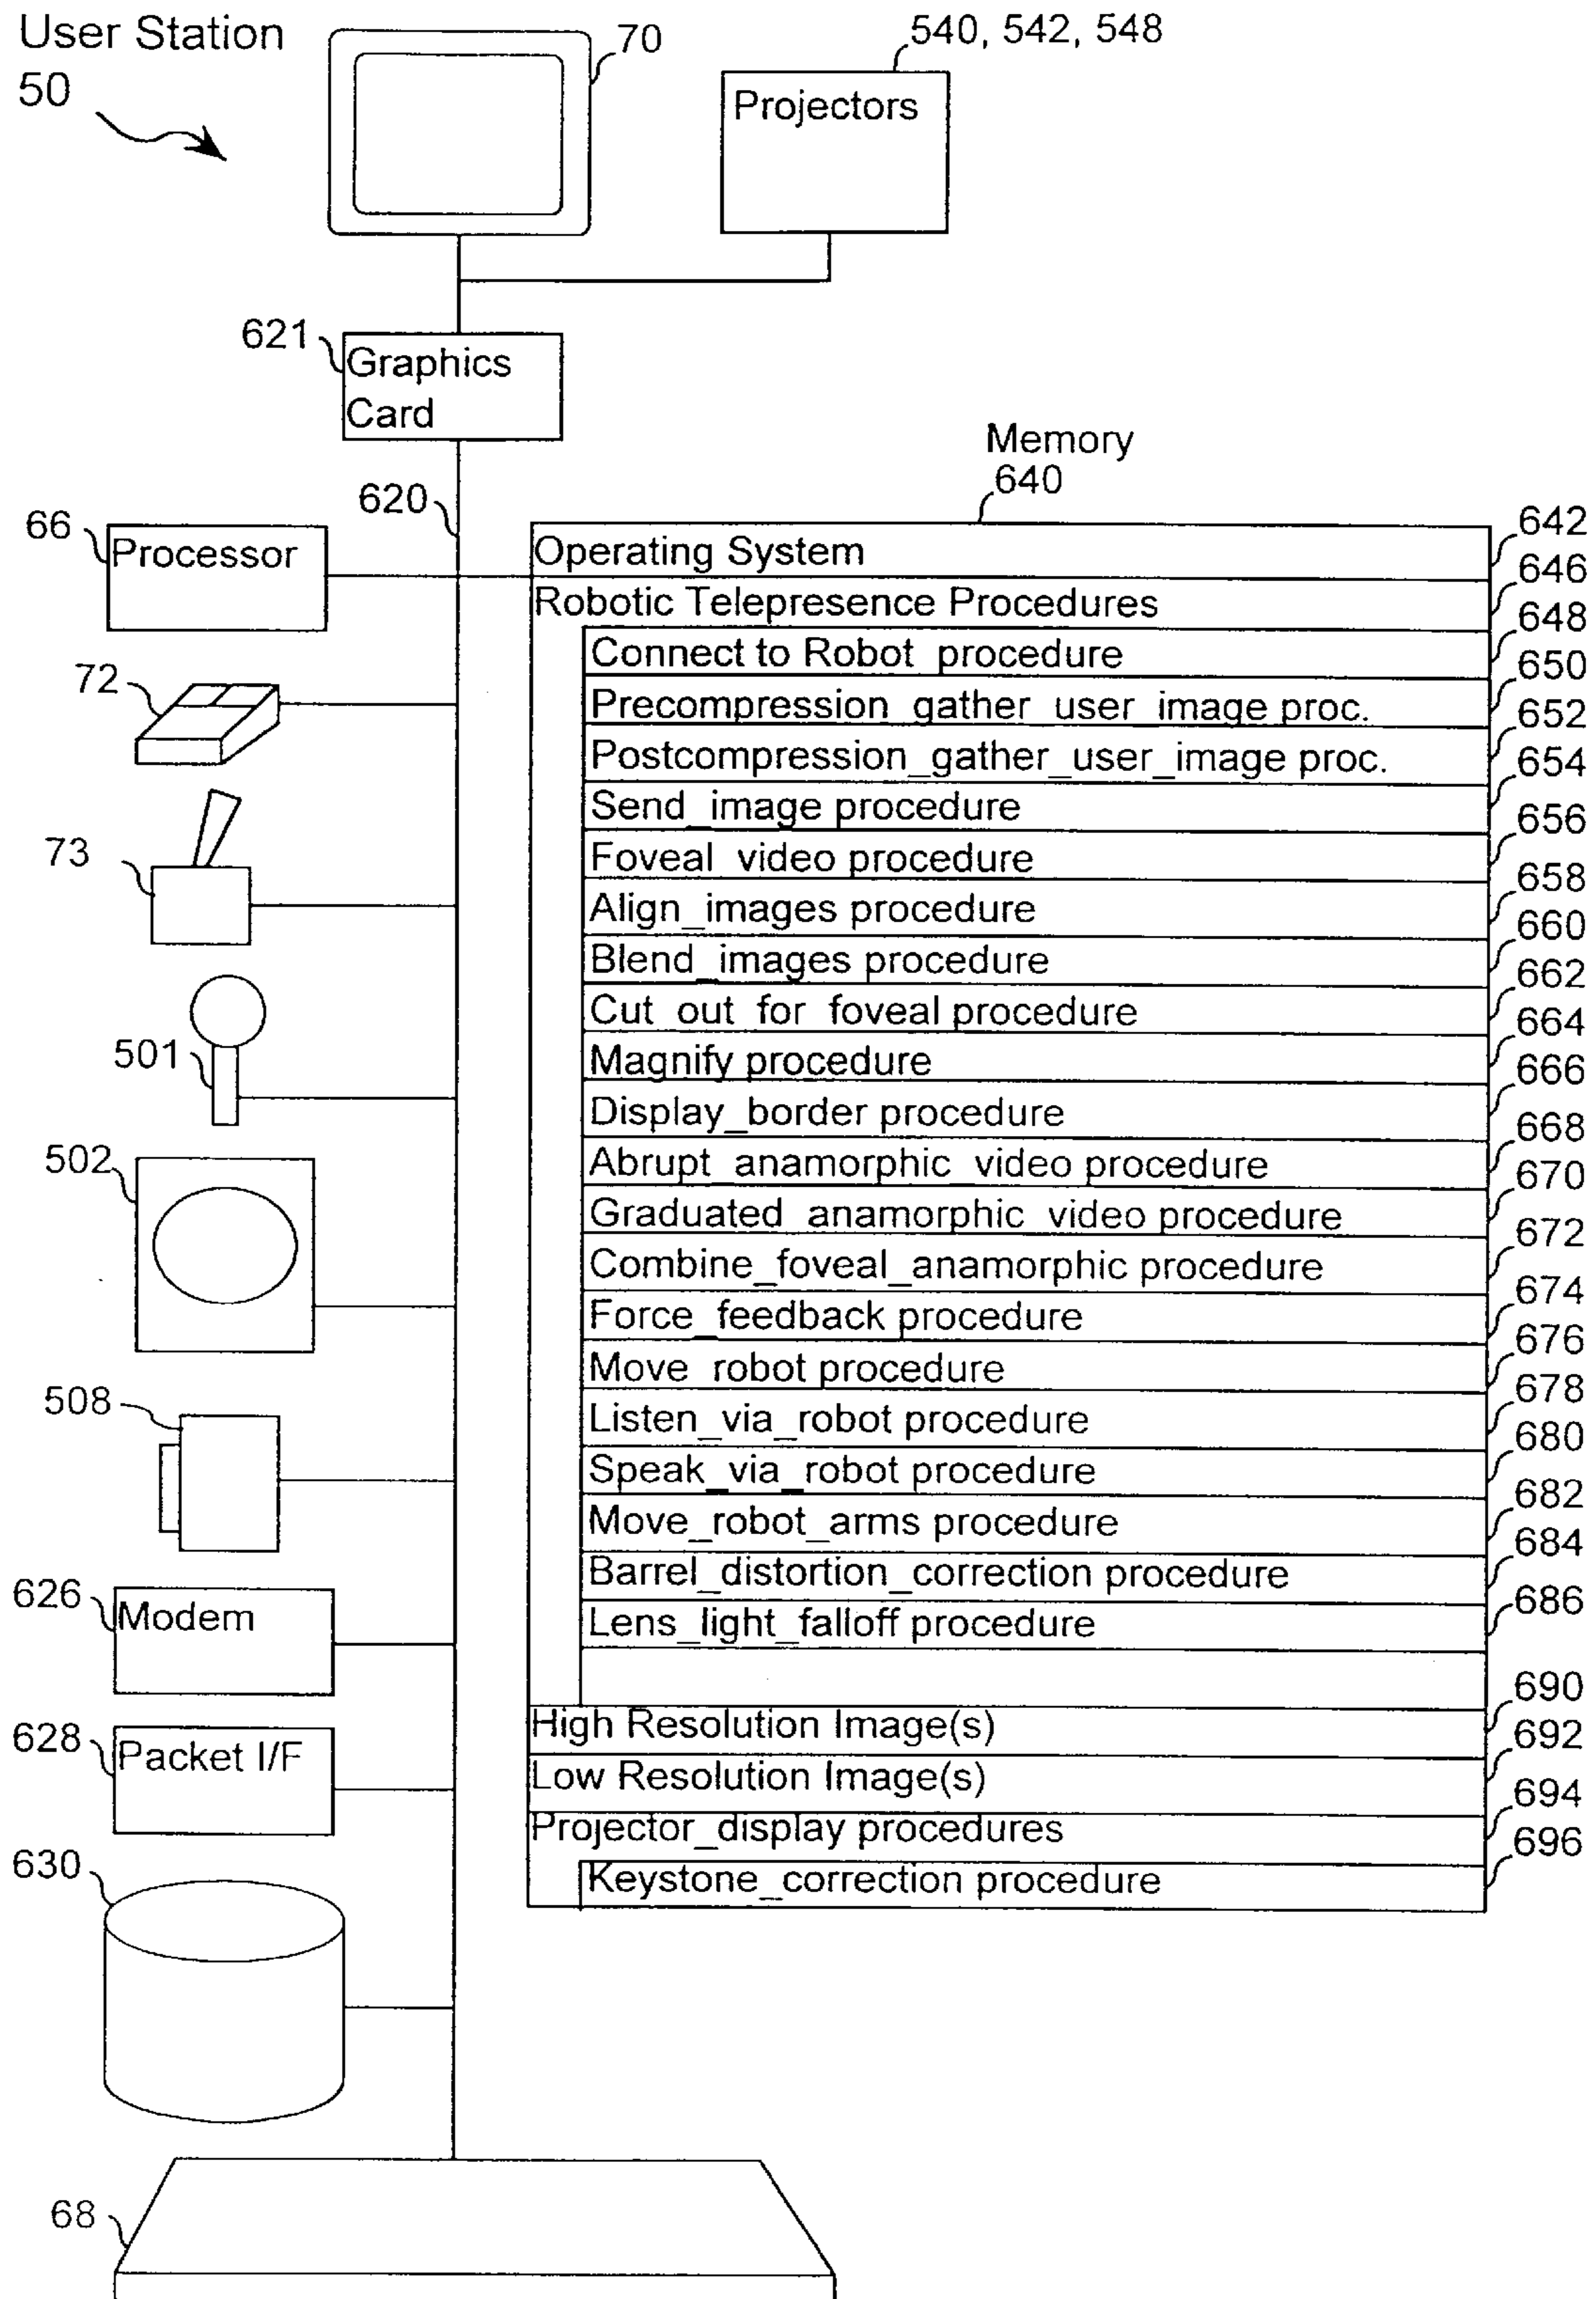 User Station
50
70
540, 542, 548
Projectors
621
Graphics
Card
Memory
640
620
66
Processor
Operating System
642
Robotic Telepresence Procedures
646
Connect to Robot_procedure
648
72
Precompression_gather_user_image proc.
650
Postcompression_gather_user_image proc.
652
Send_image procedure
654
73
Foveal_video procedure
656
Align_images procedure
658
Blend_images procedure
660
Cut_out_for_foveal procedure
662
501
Magnify procedure
664
Display_border procedure
666
502
Abrupt_anamorphic_video procedure
668
Graduated_anamorphic_video procedure
670
Combine_foveal_anamorphic procedure
672
Force_feedback procedure
674
Move_robot procedure
676
508
Listen_via_robot procedure
678
Speak_via_robot procedure
680
Move_robot_arms procedure
682
Barrel_distortion_correction procedure
684
626
Modem
Lens_light_falloff procedure
686
High Resolution Image(s)
690
628
Packet I/F
Low Resolution Image(s)
692
Projector_display procedures
694
630
Keystone_correction procedure
696
68